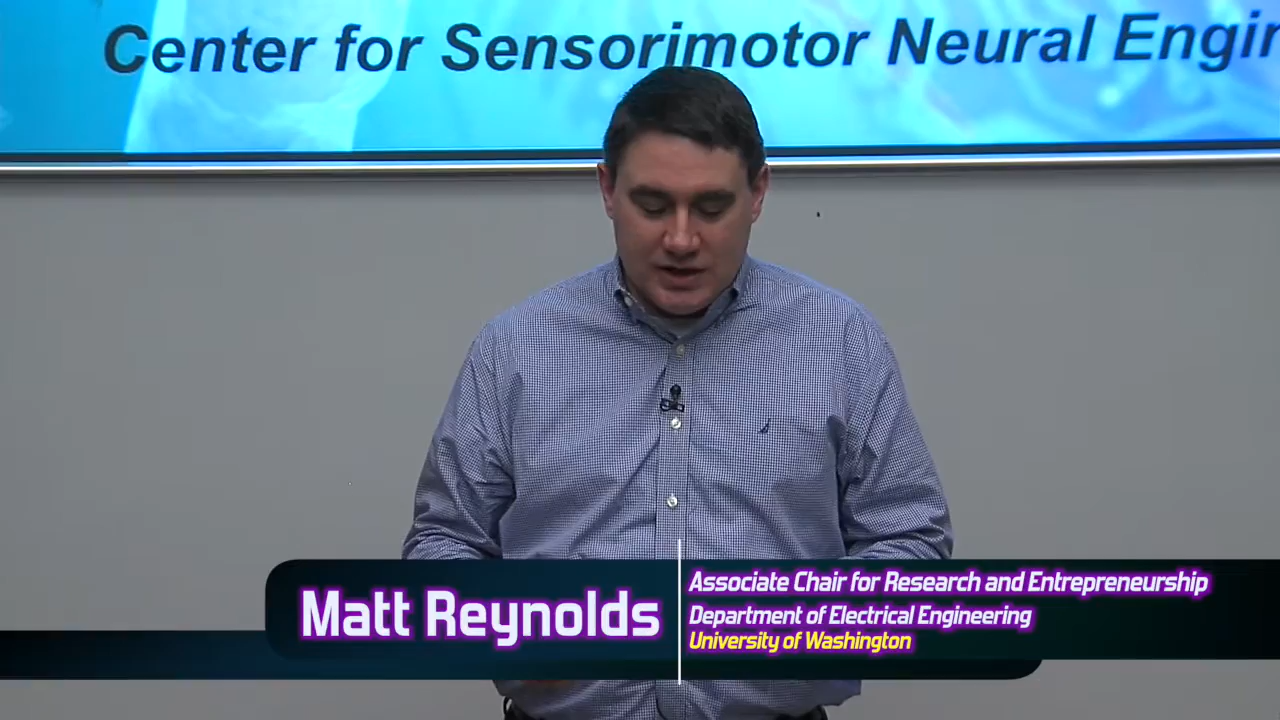 Center for Sensorimotor Neural Engin
Matt Reynolds
Associate Chair for Research and Entrepreneurship
Department of Electrical Engineering
University of Washington